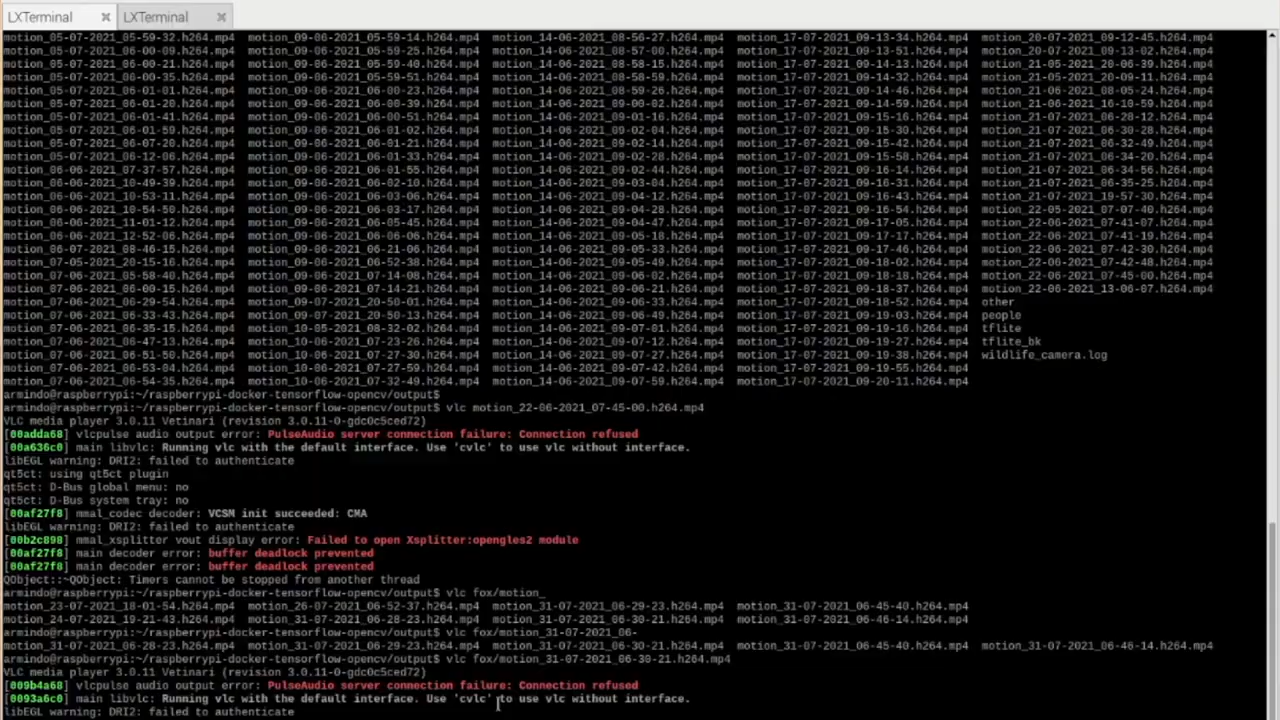 LXTerminal × LXTerminal ×
motion_05-07-2021_05-59-32.h264.mp4 motion_09-06-2021_05-59-14.h264.mp4 motion_14-06-2021_08-56-27.h264.mp4 motion_17-07-2021_09-13-34.h264.mp4 motion_20-07-2021_09-12-45.h264.mp4
motion_05-07-2021_06-00-09.h264.mp4 motion_09-06-2021_05-59-25.h264.mp4 motion_14-06-2021_08-57-00.h264.mp4 motion_17-07-2021_09-13-51.h264.mp4 motion_20-07-2021_09-13-02.h264.mp4
motion_05-07-2021_06-00-21.h264.mp4 motion_09-06-2021_05-59-40.h264.mp4 motion_14-06-2021_08-58-15.h264.mp4 motion_17-07-2021_09-14-13.h264.mp4 motion_21-05-2021_20-06-39.h264.mp4
motion_05-07-2021_06-00-35.h264.mp4 motion_09-06-2021_05-59-51.h264.mp4 motion_14-06-2021_08-58-59.h264.mp4 motion_17-07-2021_09-14-32.h264.mp4 motion_21-05-2021_20-09-11.h264.mp4
motion_05-07-2021_06-01-01.h264.mp4 motion_09-06-2021_06-00-23.h264.mp4 motion_14-06-2021_08-59-26.h264.mp4 motion_17-07-2021_09-14-46.h264.mp4 motion_21-06-2021_08-05-24.h264.mp4
motion_05-07-2021_06-01-20.h264.mp4 motion_09-06-2021_06-00-39.h264.mp4 motion_14-06-2021_09-00-02.h264.mp4 motion_17-07-2021_09-14-59.h264.mp4 motion_21-06-2021_16-10-59.h264.mp4
motion_05-07-2021_06-01-41.h264.mp4 motion_09-06-2021_06-00-51.h264.mp4 motion_14-06-2021_09-01-16.h264.mp4 motion_17-07-2021_09-15-16.h264.mp4 motion_21-07-2021_06-28-12.h264.mp4
motion_05-07-2021_06-01-59.h264.mp4 motion_09-06-2021_06-01-02.h264.mp4 motion_14-06-2021_09-02-04.h264.mp4 motion_17-07-2021_09-15-30.h264.mp4 motion_21-07-2021_06-30-28.h264.mp4
motion_05-07-2021_06-07-20.h264.mp4 motion_09-06-2021_06-01-21.h264.mp4 motion_14-06-2021_09-02-14.h264.mp4 motion_17-07-2021_09-15-42.h264.mp4 motion_21-07-2021_06-32-49.h264.mp4
motion_05-07-2021_06-12-06.h264.mp4 motion_09-06-2021_06-01-33.h264.mp4 motion_14-06-2021_09-02-28.h264.mp4 motion_17-07-2021_09-15-58.h264.mp4 motion_21-07-2021_06-34-20.h264.mp4
motion_06-06-2021_07-37-57.h264.mp4 motion_09-06-2021_06-01-55.h264.mp4 motion_14-06-2021_09-02-44.h264.mp4 motion_17-07-2021_09-16-14.h264.mp4 motion_21-07-2021_06-34-56.h264.mp4
motion_06-06-2021_10-49-39.h264.mp4 motion_09-06-2021_06-02-10.h264.mp4 motion_14-06-2021_09-03-04.h264.mp4 motion_17-07-2021_09-16-31.h264.mp4 motion_21-07-2021_06-35-25.h264.mp4
motion_06-06-2021_10-53-11.h264.mp4 motion_09-06-2021_06-03-06.h264.mp4 motion_14-06-2021_09-04-12.h264.mp4 motion_17-07-2021_09-16-43.h264.mp4 motion_21-07-2021_19-57-30.h264.mp4
motion_06-06-2021_10-54-50.h264.mp4 motion_09-06-2021_06-03-17.h264.mp4 motion_14-06-2021_09-04-28.h264.mp4 motion_17-07-2021_09-16-54.h264.mp4 motion_22-05-2021_07-07-40.h264.mp4
motion_06-06-2021_11-01-12.h264.mp4 motion_09-06-2021_06-05-45.h264.mp4 motion_14-06-2021_09-04-47.h264.mp4 motion_17-07-2021_09-17-05.h264.mp4 motion_22-06-2021_07-41-07.h264.mp4
motion_06-06-2021_12-52-06.h264.mp4 motion_09-06-2021_06-06-06.h264.mp4 motion_14-06-2021_09-05-18.h264.mp4 motion_17-07-2021_09-17-17.h264.mp4 motion_22-06-2021_07-41-19.h264.mp4
motion_06-07-2021_08-46-15.h264.mp4 motion_09-06-2021_06-21-06.h264.mp4 motion_14-06-2021_09-05-33.h264.mp4 motion_17-07-2021_09-17-46.h264.mp4 motion_22-06-2021_07-42-30.h264.mp4
motion_07-05-2021_20-15-16.h264.mp4 motion_09-06-2021_06-52-38.h264.mp4 motion_14-06-2021_09-05-49.h264.mp4 motion_17-07-2021_09-18-02.h264.mp4 motion_22-06-2021_07-42-48.h264.mp4
motion_07-06-2021_05-58-40.h264.mp4 motion_09-06-2021_07-14-08.h264.mp4 motion_14-06-2021_09-06-02.h264.mp4 motion_17-07-2021_09-18-18.h264.mp4 motion_22-06-2021_07-45-00.h264.mp4
motion_07-06-2021_06-00-15.h264.mp4 motion_09-06-2021_07-14-21.h264.mp4 motion_14-06-2021_09-06-21.h264.mp4 motion_17-07-2021_09-18-37.h264.mp4 motion_22-06-2021_13-06-07.h264.mp4
motion_07-06-2021_06-29-54.h264.mp4 motion_09-07-2021_20-50-01.h264.mp4 motion_14-06-2021_09-06-33.h264.mp4 motion_17-07-2021_09-18-52.h264.mp4 other
motion_07-06-2021_06-33-43.h264.mp4 motion_09-07-2021_20-50-13.h264.mp4 motion_14-06-2021_09-06-49.h264.mp4 motion_17-07-2021_09-19-03.h264.mp4 people
motion_07-06-2021_06-35-15.h264.mp4 motion_10-05-2021_08-32-02.h264.mp4 motion_14-06-2021_09-07-01.h264.mp4 motion_17-07-2021_09-19-16.h264.mp4 tflite
motion_07-06-2021_06-47-13.h264.mp4 motion_10-06-2021_07-23-26.h264.mp4 motion_14-06-2021_09-07-12.h264.mp4 motion_17-07-2021_09-19-27.h264.mp4 tflite_bk
motion_07-06-2021_06-51-50.h264.mp4 motion_10-06-2021_07-27-30.h264.mp4 motion_14-06-2021_09-07-27.h264.mp4 motion_17-07-2021_09-19-38.h264.mp4 wildlife_camera.log
motion_07-06-2021_06-53-04.h264.mp4 motion_10-06-2021_07-27-59.h264.mp4 motion_14-06-2021_09-07-42.h264.mp4 motion_17-07-2021_09-19-55.h264.mp4
motion_07-06-2021_06-54-35.h264.mp4 motion_10-06-2021_07-32-49.h264.mp4 motion_14-06-2021_09-07-59.h264.mp4 motion_17-07-2021_09-20-11.h264.mp4
armindo@raspberrypi:~/raspberrypi-docker-tensorflow-opencv/output$
armindo@raspberrypi:~/raspberrypi-docker-tensorflow-opencv/output$ vlc motion_22-06-2021_07-45-00.h264.mp4
VLC media player 3.0.11 Vetinari (revision 3.0.11-0-gdc0c5ced72)
[00adda68] vlcpulse audio output error: PulseAudio server connection failure: Connection refused
[00a636c0] main libvlc: Running vlc with the default interface. Use 'cvlc' to use vlc without interface.
libEGL warning: DRI2: failed to authenticate
qt5ct: using qt5ct plugin
qt5ct: D-Bus global menu: no
qt5ct: D-Bus system tray: no
[00af27f8] mmal_codec decoder: VCSM init succeeded: CMA
libEGL warning: DRI2: failed to authenticate
[00b2c898] mmal_xsplitter vout display error: Failed to open Xsplitter:opengles2 module
[00af27f8] main decoder error: buffer deadlock prevented
[00af27f8] main decoder error: buffer deadlock prevented
QObject::~QObject: Timers cannot be stopped from another thread
armindo@raspberrypi:~/raspberrypi-docker-tensorflow-opencv/output$ vlc fox/motion_
motion_23-07-2021_18-01-54.h264.mp4 motion_26-07-2021_06-52-37.h264.mp4 motion_31-07-2021_06-29-23.h264.mp4 motion_31-07-2021_06-45-40.h264.mp4
motion_24-07-2021_19-21-43.h264.mp4 motion_31-07-2021_06-28-23.h264.mp4 motion_31-07-2021_06-30-21.h264.mp4 motion_31-07-2021_06-46-14.h264.mp4
armindo@raspberrypi:~/raspberrypi-docker-tensorflow-opencv/output$ vlc fox/motion_31-07-2021_06-
motion_31-07-2021_06-28-23.h264.mp4 motion_31-07-2021_06-29-23.h264.mp4 motion_31-07-2021_06-30-21.h264.mp4 motion_31-07-2021_06-45-40.h264.mp4 motion_31-07-2021_06-46-14.h264.mp4
armindo@raspberrypi:~/raspberrypi-docker-tensorflow-opencv/output$ vlc fox/motion_31-07-2021_06-30-21.h264.mp4
VLC media player 3.0.11 Vetinari (revision 3.0.11-0-gdc0c5ced72)
[009b4a68] vlcpulse audio output error: PulseAudio server connection failure: Connection refused
[0093a6c0] main libvlc: Running vlc with the default interface. Use 'cvlc' to use vlc without interface.
libEGL warning: DRI2: failed to authenticate